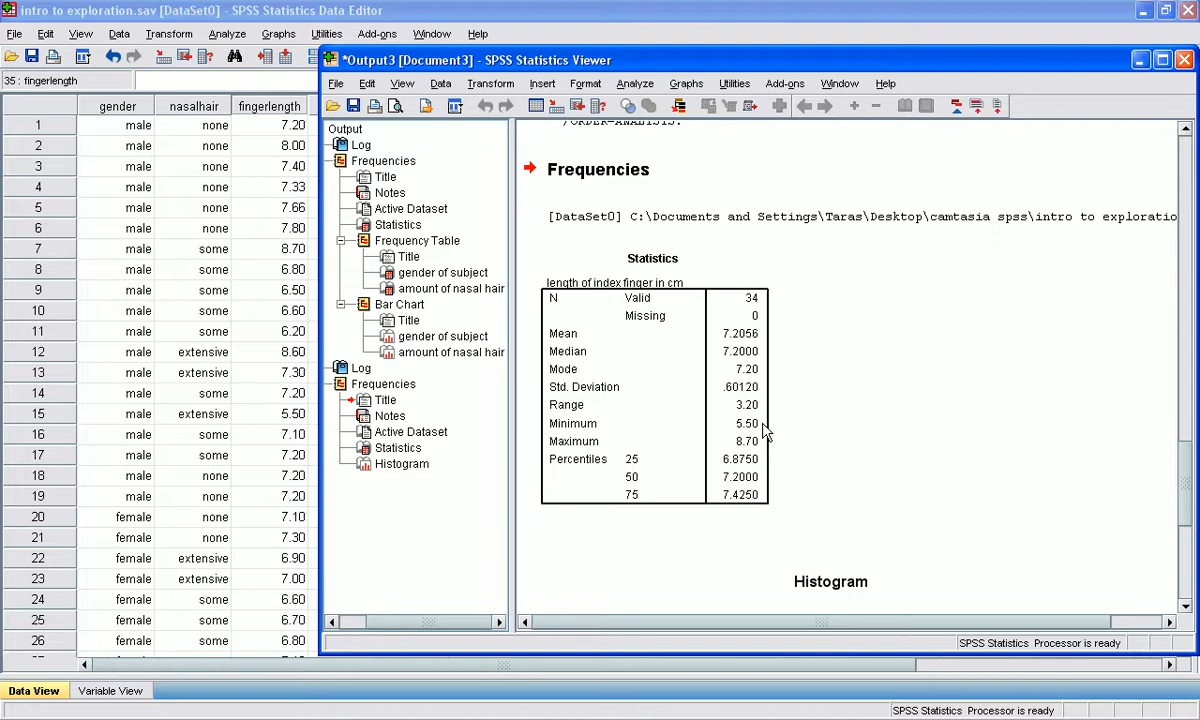 intro to exploration.sav [DataSet0] - SPSS Statistics Data Editor
File Edit View Data Transform Analyze Graphs Utilities Add-ons Window Help
35 : fingerlength
gender nasalhair fingerlength
1 male none 7.20
2 male none 8.00
3 male none 7.40
4 male none 7.33
5 male none 7.66
6 male none 7.80
7 male some 8.70
8 male some 6.80
9 male some 6.50
10 male some 6.60
11 male some 6.20
12 male extensive 8.60
13 male extensive 7.30
14 male some 7.20
15 male extensive 5.50
16 male some 7.10
17 male some 7.20
18 male none 7.20
19 male none 7.20
20 female none 7.10
21 female none 7.30
22 female extensive 6.90
23 female extensive 7.00
24 female some 6.60
25 female some 6.70
26 female some 6.80
Data View Variable View
SPSS Statistics Processor is ready
*Output3 [Document3] - SPSS Statistics Viewer
File Edit View Data Transform Insert Format Analyze Graphs Utilities Add-ons Window Help
Output
Log
Frequencies
Title
Notes
Active Dataset
Statistics
Frequency Table
Title
gender of subject
amount of nasal hair
Bar Chart
Title
gender of subject
amount of nasal hair
Log
Frequencies
Title
Notes
Active Dataset
Statistics
Histogram
/ORDER=ANALYSIS.
Frequencies
[DataSet0] C:\Documents and Settings\Taras\Desktop\camtasia spss\intro to exploratio
Statistics
length of index finger in cm
N Valid 34
Missing 0
Mean 7.2056
Median 7.2000
Mode 7.20
Std. Deviation .60120
Range 3.20
Minimum 5.50
Maximum 8.70
Percentiles 25 6.8750
50 7.2000
75 7.4250
Histogram
SPSS Statistics Processor is ready